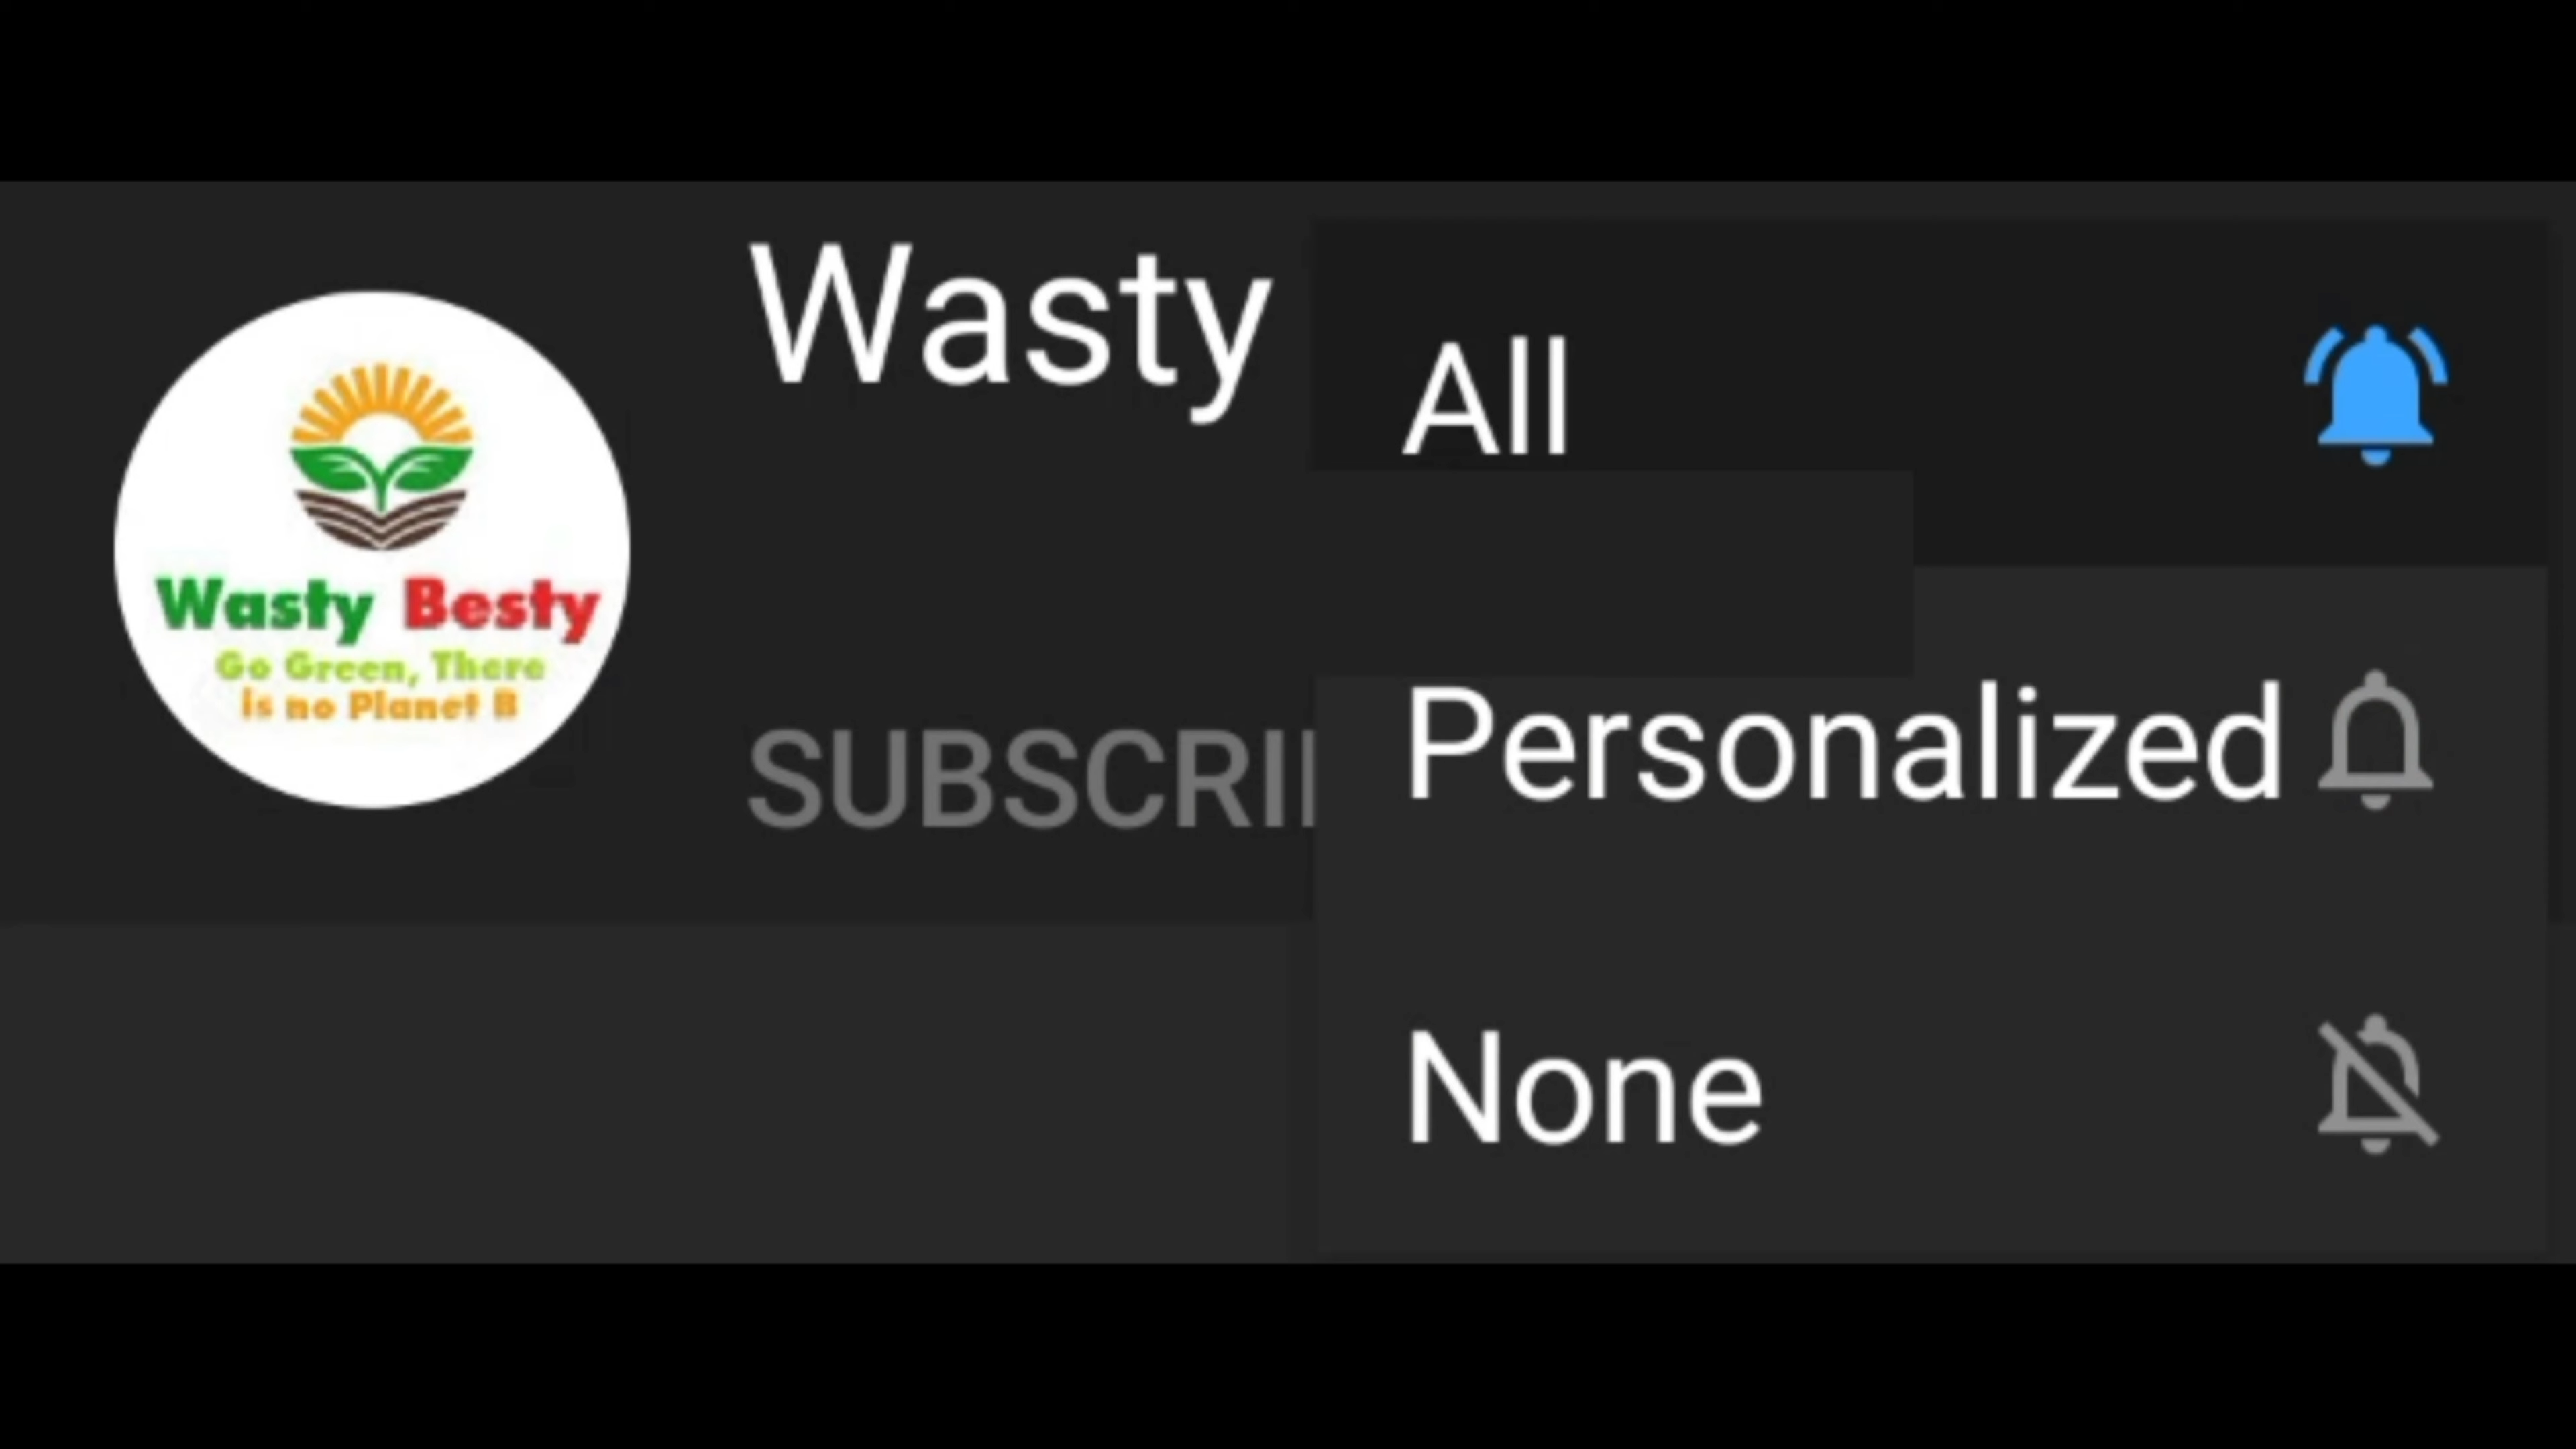 Wasty
Wasty Besty
Go Green, There
is no Planet B
SUBSCRI
All
Personalized
None